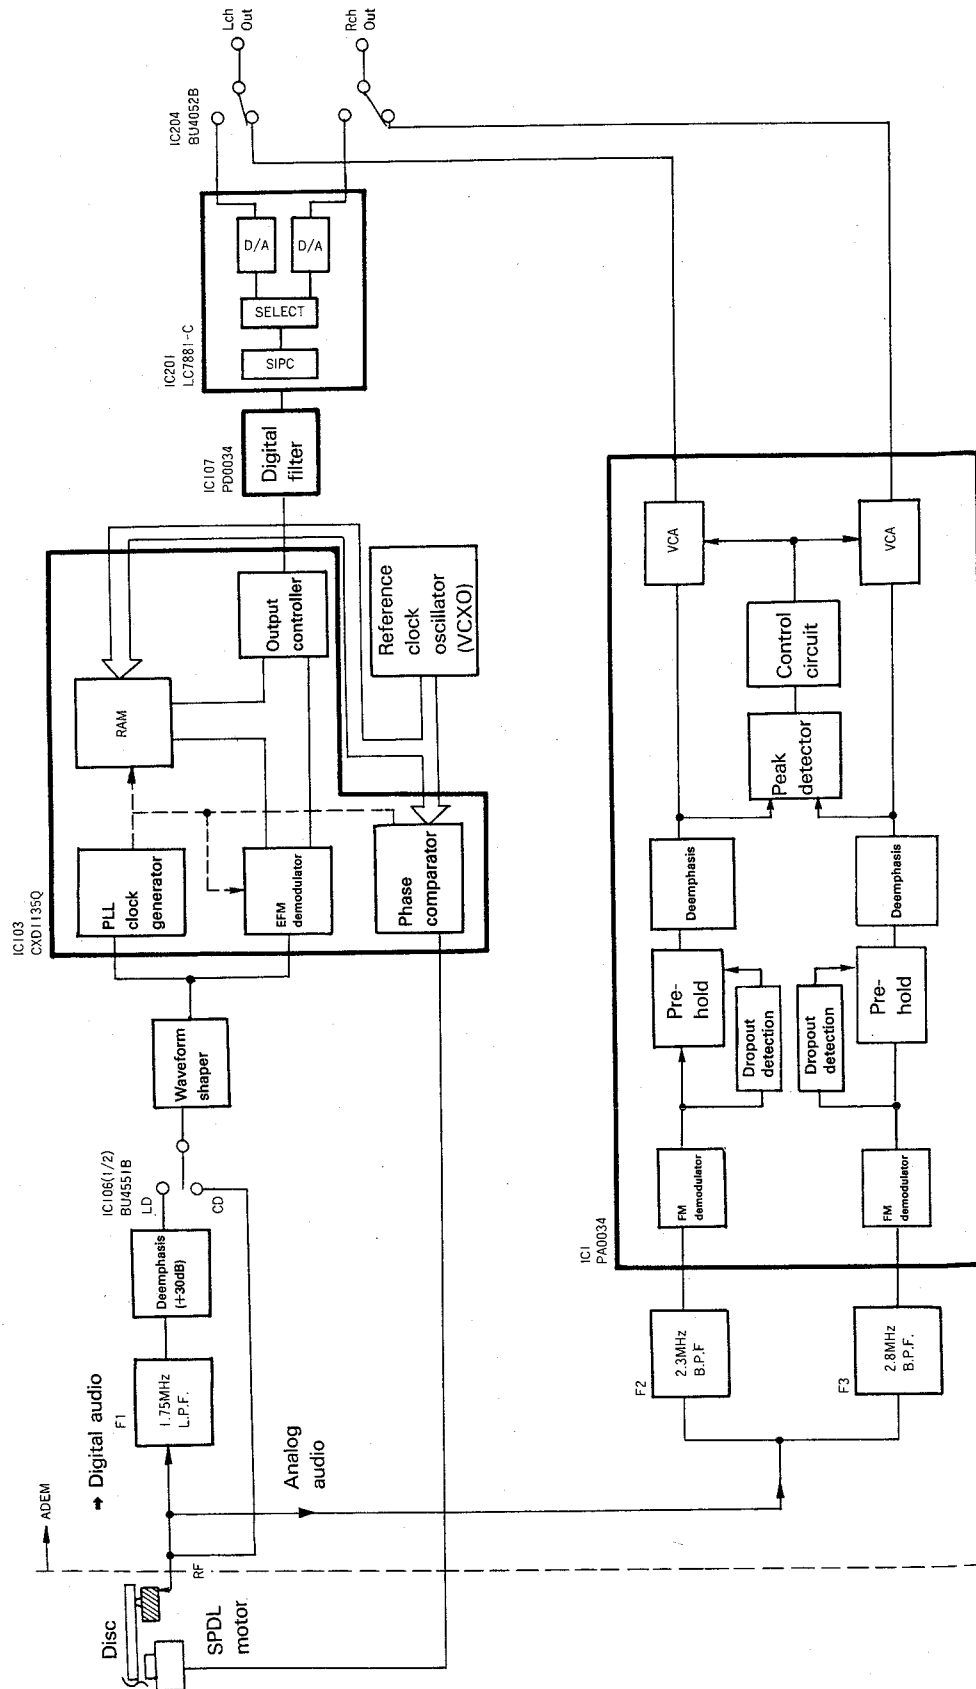 Disc
SPDL
motor
RF
ADEM
➡ Digital audio
F1
1.75MHz
L.P.F.
Analog
audio
Deemphasis
(+30dB)
IC106(1/2)
BU4551B
LD
CD
Waveform
shaper
IC103
CXD1135Q
PLL
clock
generator
EFM
demodulator
Phase
comparator
RAM
Output
controller
Reference
clock
oscillator
(VCXO)
IC107
PD0034
Digital
filter
IC201
LC7881-C
SIPC
SELECT
D/A
D/A
IC204
BU4052B
Lch
Out
Rch
Out
F2
2.3MHz
B.P.F
F3
2.8MHz
B.P.F.
IC1
PA0034
FM
demodulator
FM
demodulator
Dropout
detection
Dropout
detection
Pre-
hold
Pre-
hold
Deemphasis
Deemphasis
Peak
detector
Control
circuit
VCA
VCA